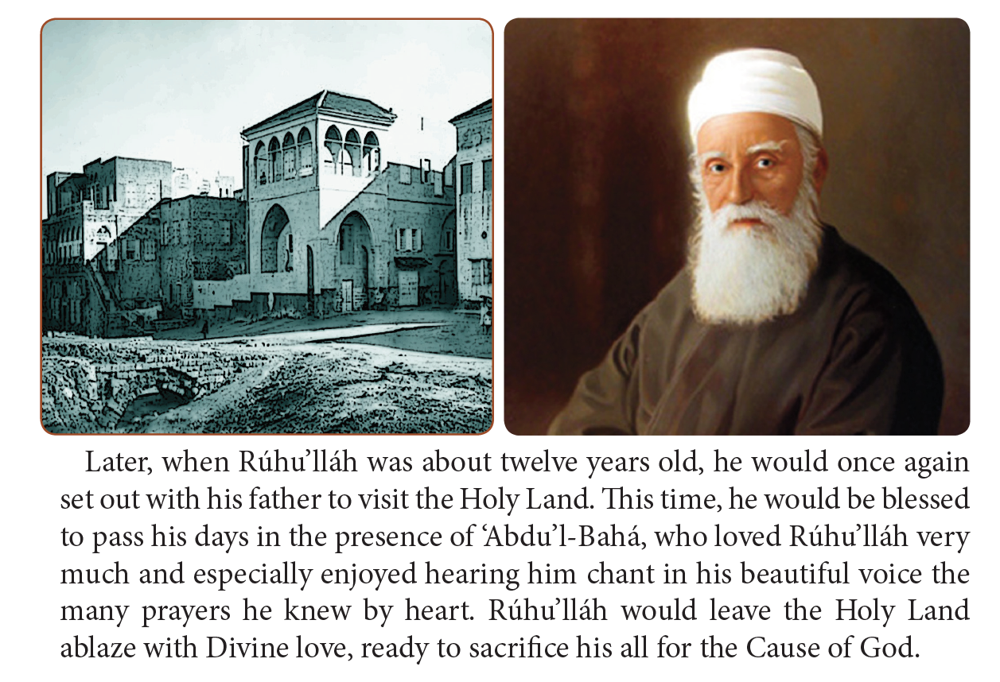 Later, when Rúhu’lláh was about twelve years old, he would once again
set out with his father to visit the Holy Land. This time, he would be blessed
to pass his days in the presence of ‘Abdu’l-Bahá, who loved Rúhu’lláh very
much and especially enjoyed hearing him chant in his beautiful voice the
many prayers he knew by heart. Rúhu’lláh would leave the Holy Land
ablaze with Divine love, ready to sacrifice his all for the Cause of God.